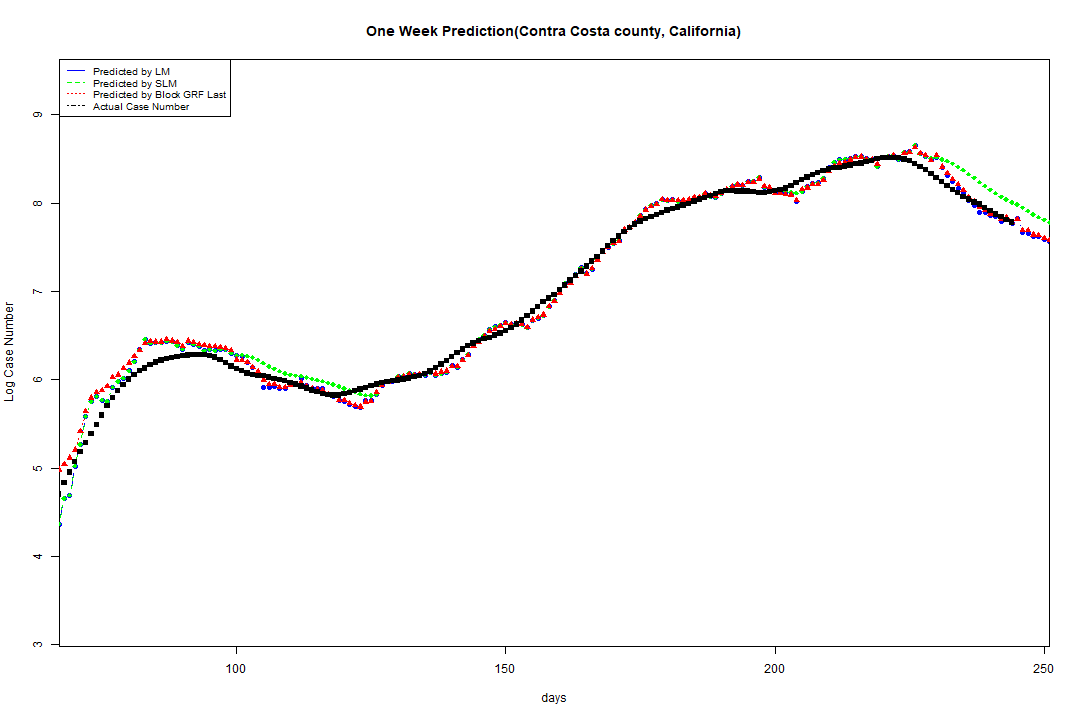 One Week Prediction(Contra Costa county, California)
Predicted by LM
Predicted by SLM
Predicted by Block GRF Last
Actual Case Number
9
8
7
6
5
4
3
Log Case Number
100
150
200
250
days